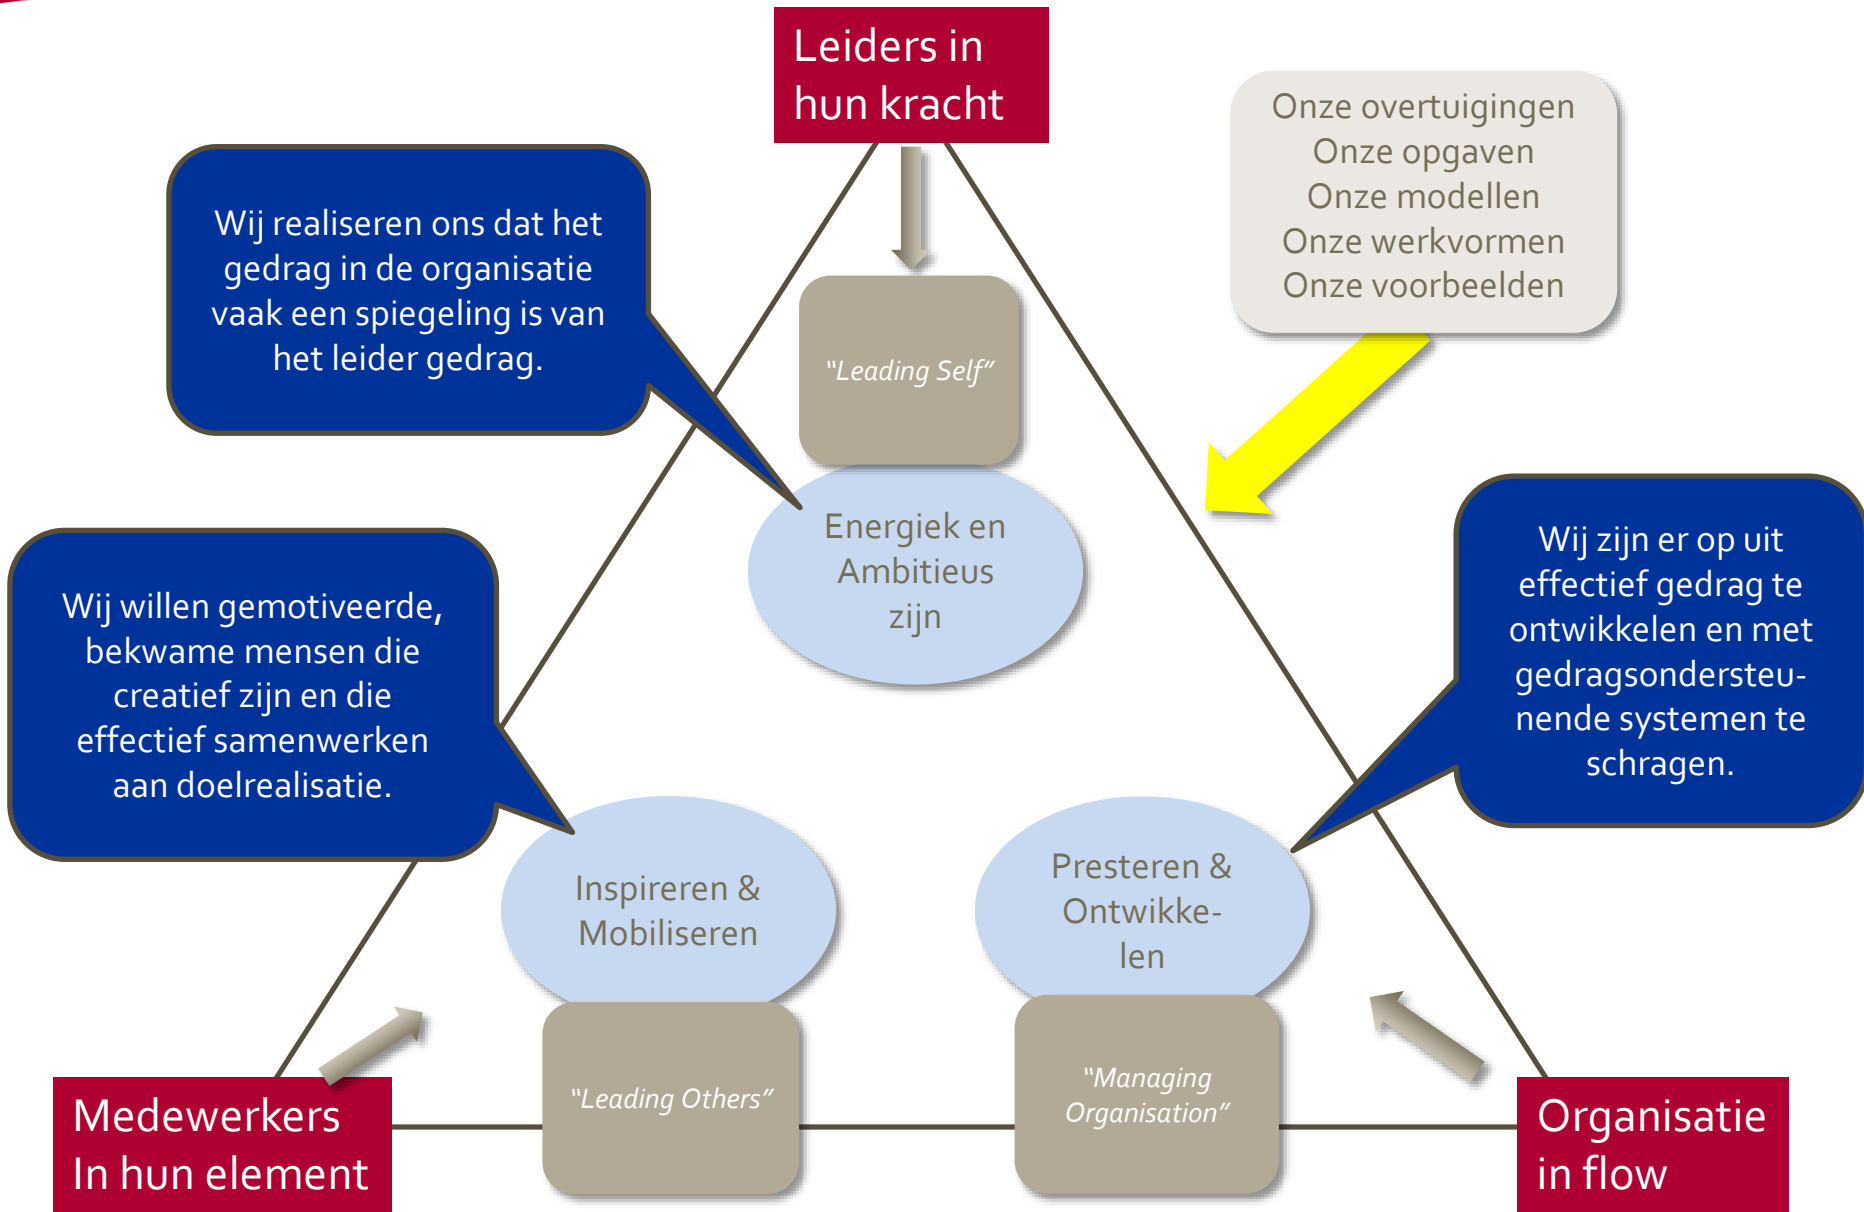 Leiders in
hun kracht
Onze overtuigingen
Onze opgaven
Onze modellen
Onze werkvormen
Onze voorbeelden
Wij realiseren ons dat het
gedrag in de organisatie
vaak een spiegeling is van
het leider gedrag.
“Leading Self”
Energiek en
Ambitieus
zijn
Wij willen gemotiveerde,
bekwame mensen die
creatief zijn en die
effectief samenwerken
aan doelrealisatie.
Wij zijn er op uit
effectief gedrag te
ontwikkelen en met
gedragsondersteu-
nende systemen te
schragen.
Inspireren &
Mobiliseren
Presteren &
Ontwikke-
len
“Leading Others”
“Managing
Organisation”
Medewerkers
In hun element
Organisatie
in flow